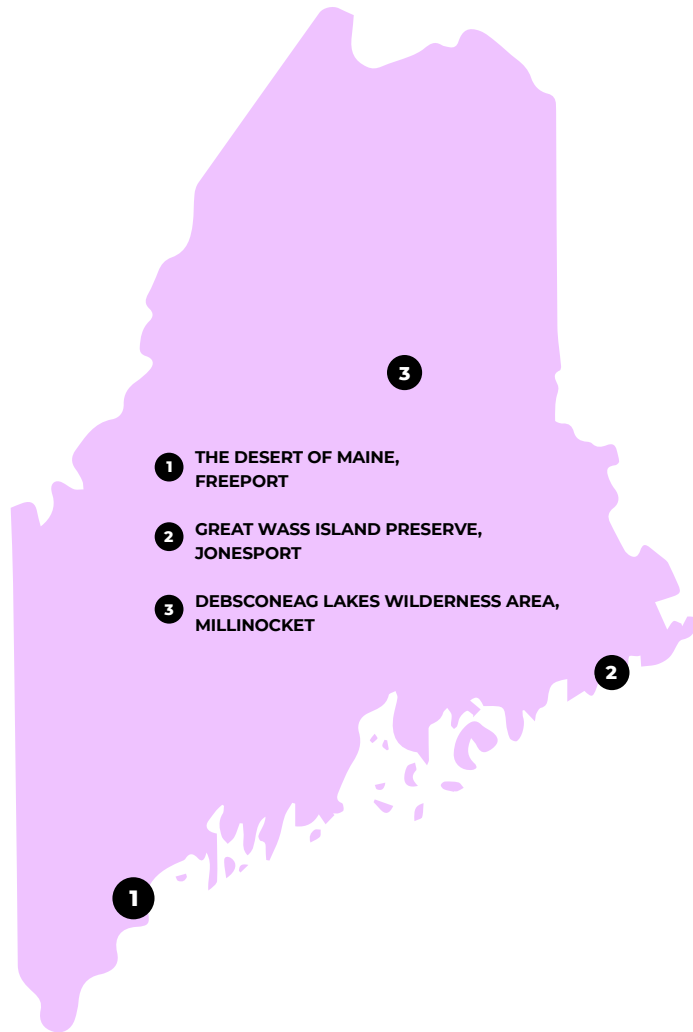 3
1 THE DESERT OF MAINE,
FREEPORT
2 GREAT WASS ISLAND PRESERVE,
JONESPORT
3 DEBSCONEAG LAKES WILDERNESS AREA,
MILLINOCKET
2
1